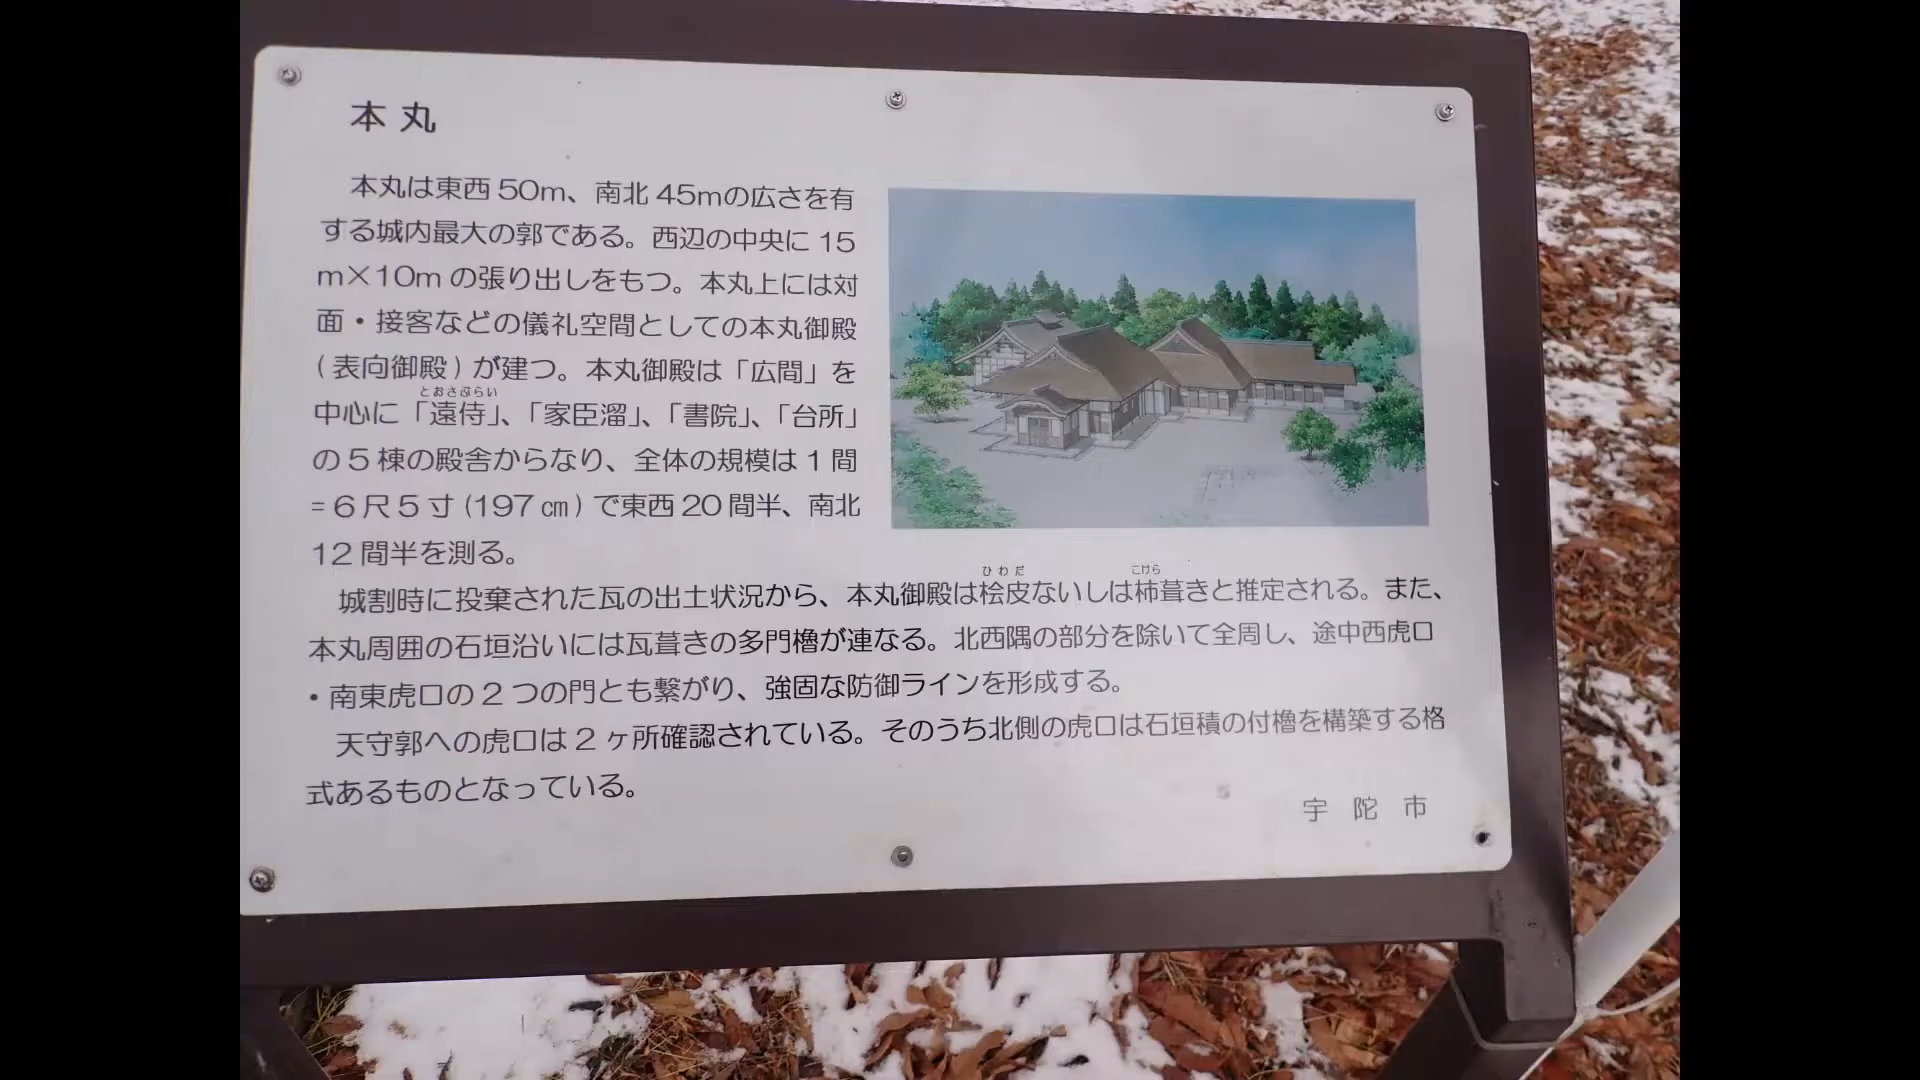 本丸
本丸は東西50m、南北45mの広さを有
する城内最大の郭である。西辺の中央に15
m×10mの張り出しをもつ。本丸上には対
面・接客などの儀礼空間としての本丸御殿
(表向御殿)が建つ。本丸御殿は「広間」を
とおさぶらい
中心に「遠侍」、「家臣溜」、「書院」、「台所」
の5棟の殿舎からなり、全体の規模は1間
=6尺5寸(197㎝)で東西20間半、南北
12間半を測る。
ひわだ こけら
城割時に投棄された瓦の出土状況から、本丸御殿は桧皮ないしは杮葺きと推定される。また、
本丸周囲の石垣沿いには瓦葺きの多門櫓が連なる。北西隅の部分を除いて全周し、途中西虎口
・南東虎口の2つの門とも繋がり、強固な防御ラインを形成する。
天守郭への虎口は2ヶ所確認されている。そのうち北側の虎口は石垣積の付櫓を構築する格
式あるものとなっている。
宇陀市